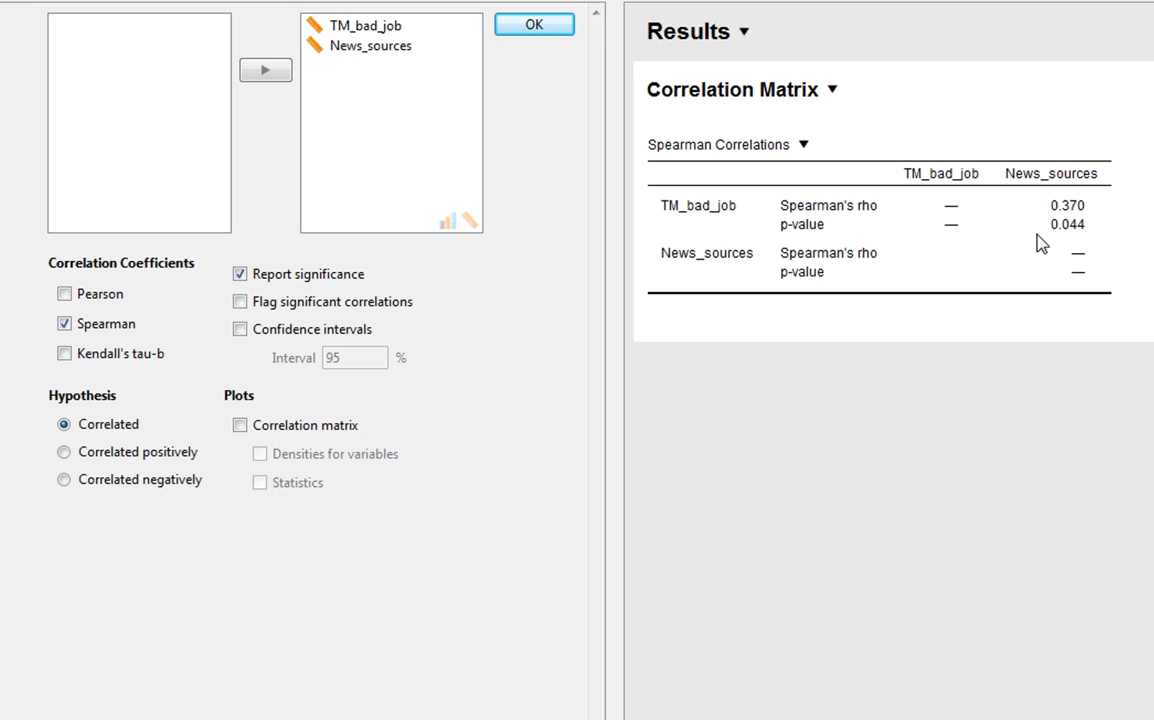 TM_bad_job
News_sources
OK
Correlation Coefficients
Pearson
Spearman
Kendall's tau-b
Report significance
Flag significant correlations
Confidence intervals
Interval 95 %
Hypothesis
Correlated
Correlated positively
Correlated negatively
Plots
Correlation matrix
Densities for variables
Statistics
Results
Correlation Matrix
Spearman Correlations
TM_bad_job News_sources
TM_bad_job Spearman's rho — 0.370
p-value — 0.044
News_sources Spearman's rho —
p-value —